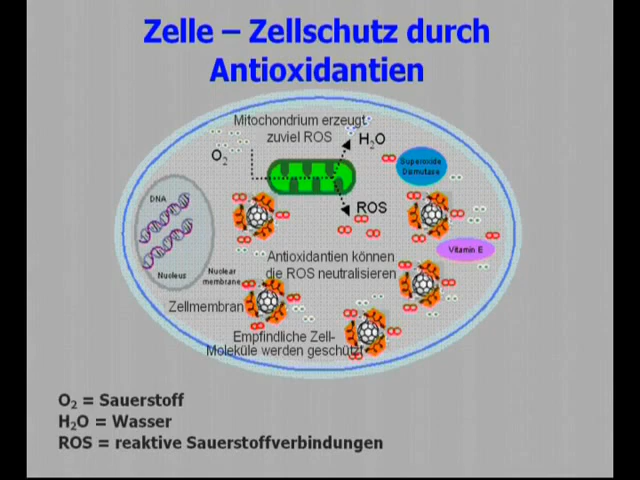 Zelle – Zellschutz durch
Antioxidantien
Mitochondrium erzeugt
zuviel ROS
H₂O
O₂
Superoxide
Dismutase
DNA
ROS
Vitamin E
Antioxidantien können
die ROS neutralisieren
Nucleus
Nuclear
membrane
Zellmembran
Empfindliche Zell-
Moleküle werden geschützt
O₂ = Sauerstoff
H₂O = Wasser
ROS = reaktive Sauerstoffverbindungen